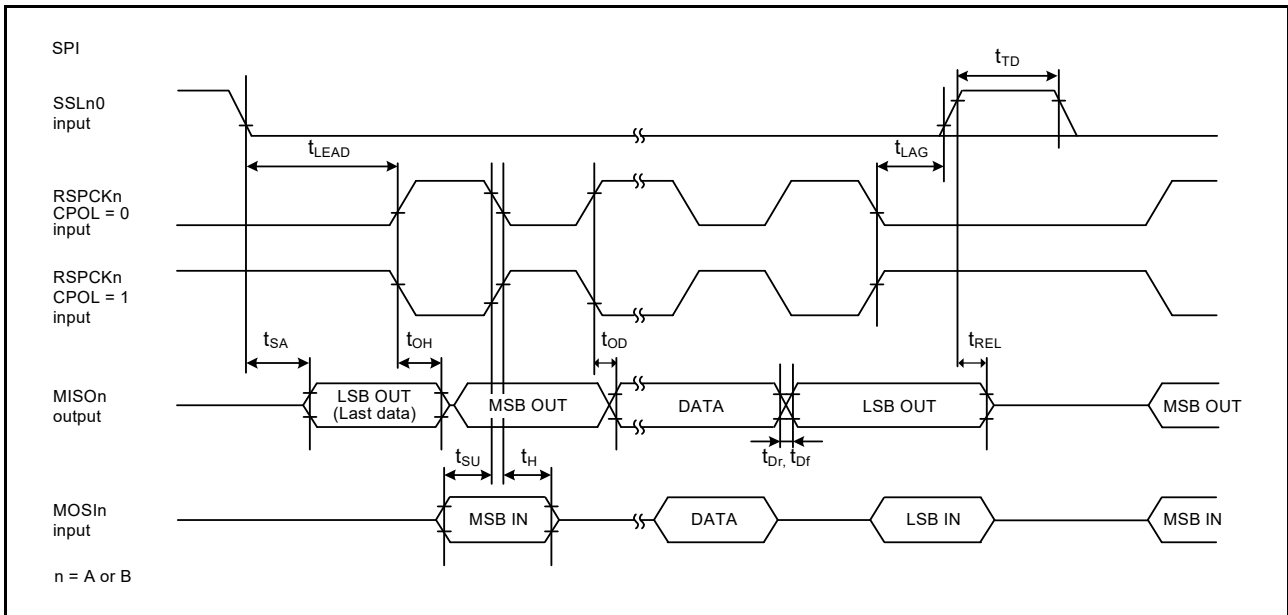 SPI
tTD
SSLn0
input
tLEAD
tLAG
RSPCKn
CPOL = 0
input
RSPCKn
CPOL = 1
input
tSA
tOH
tOD
tREL
MISOn
output
LSB OUT
(Last data)
MSB OUT
DATA
LSB OUT
MSB OUT
tSU
tH
tDr, tDf
MOSIn
input
MSB IN
DATA
LSB IN
MSB IN
n = A or B